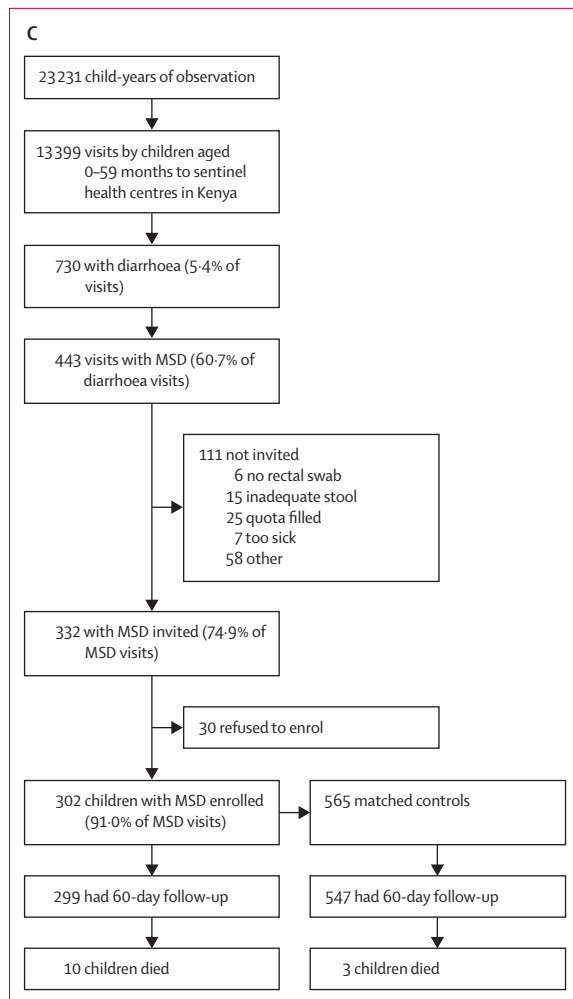 C
23 231 child-years of observation
13 399 visits by children aged
0–59 months to sentinel
health centres in Kenya
730 with diarrhoea (5·4% of
visits)
443 visits with MSD (60·7% of
diarrhoea visits)
111 not invited
6 no rectal swab
15 inadequate stool
25 quota filled
7 too sick
58 other
332 with MSD invited (74·9% of
MSD visits)
30 refused to enrol
302 children with MSD enrolled
(91·0% of MSD visits)
565 matched controls
299 had 60-day follow-up
547 had 60-day follow-up
10 children died
3 children died